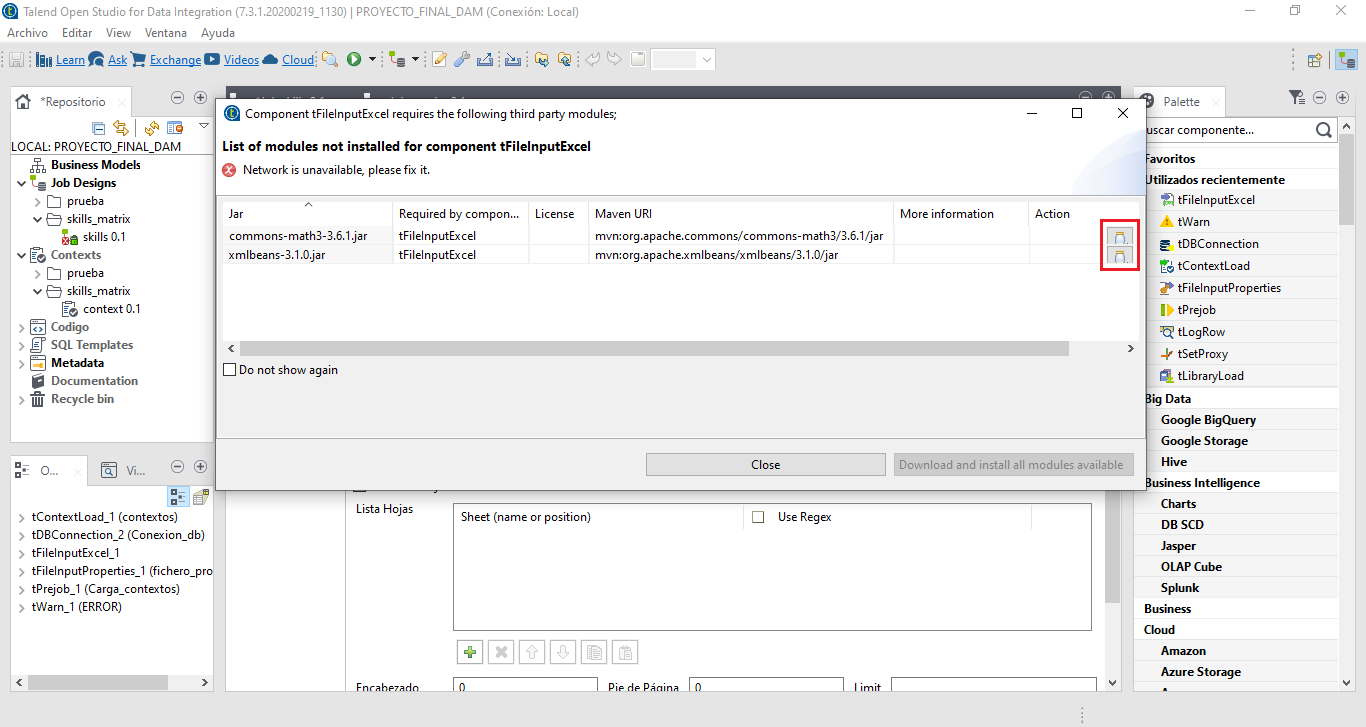 Talend Open Studio for Data Integration (7.3.1.20200219_1130) | PROYECTO_FINAL_DAM (Conexión: Local)
Archivo Editar View Ventana Ayuda
Learn Ask Exchange Videos Cloud
*Repositorio
LOCAL: PROYECTO_FINAL_DAM
Business Models
Job Designs
prueba
skills_matrix
skills 0.1
Contexts
prueba
skills_matrix
context 0.1
Codigo
SQL Templates
Metadata
Documentation
Recycle bin
O... Vi...
tContextLoad_1 (contextos)
tDBConnection_2 (Conexion_db)
tFileInputExcel_1
tFileInputProperties_1 (fichero_pro
tPrejob_1 (Carga_contextos)
tWarn_1 (ERROR)
Component tFileInputExcel requires the following third party modules;
List of modules not installed for component tFileInputExcel
Network is unavailable, please fix it.
Jar Required by compon... License Maven URI More information Action
commons-math3-3.6.1.jar tFileInputExcel mvn:org.apache.commons/commons-math3/3.6.1/jar
xmlbeans-3.1.0.jar tFileInputExcel mvn:org.apache.xmlbeans/xmlbeans/3.1.0/jar
Do not show again
Close Download and install all modules available
Lista Hojas Sheet (name or position) Use Regex
Encabezado 0 Pie de Página 0 Limit
Palette
uscar componente...
Favoritos
Utilizados recientemente
tFileInputExcel
tWarn
tDBConnection
tContextLoad
tFileInputProperties
tPrejob
tLogRow
tSetProxy
tLibraryLoad
Big Data
Google BigQuery
Google Storage
Hive
Business Intelligence
Charts
DB SCD
Jasper
OLAP Cube
Splunk
Business
Cloud
Amazon
Azure Storage